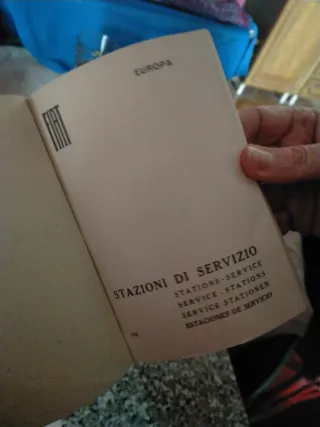 EUROPA
FIAT
STAZIONI DI SERVIZIO
STATIONS-SERVICE
SERVICE-STATIONS
SERVICE STATIONEN
ESTACIONES DE SERVICIO